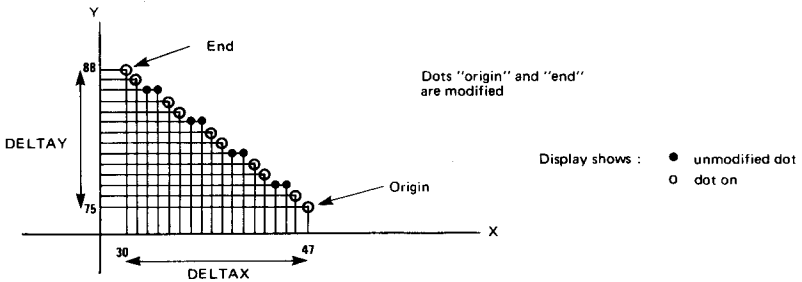 Y
End
88
Dots "origin" and "end"
are modified
DELTAY
Display shows :
● unmodified dot
o dot on
Origin
75
X
30
47
DELTAX